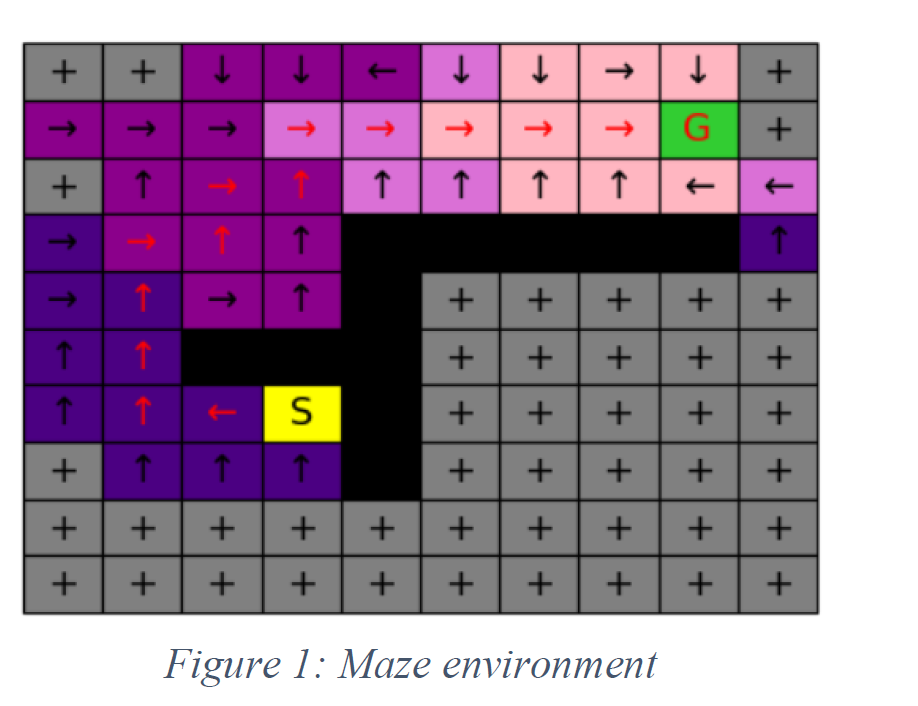 + + ↓ ↓ ← ↓ ↓ → ↓ +
→ → → → → → → → G +
+ ↑ → ↑ ↑ ↑ ↑ ↑ ← ←
→ → ↑ ↑ ↑
→ ↑ → ↑ + + + + +
↑ ↑ + + + + +
↑ ↑ ← S + + + + +
+ ↑ ↑ ↑ + + + + +
+ + + + + + + + + +
+ + + + + + + + + +
Figure 1: Maze environment